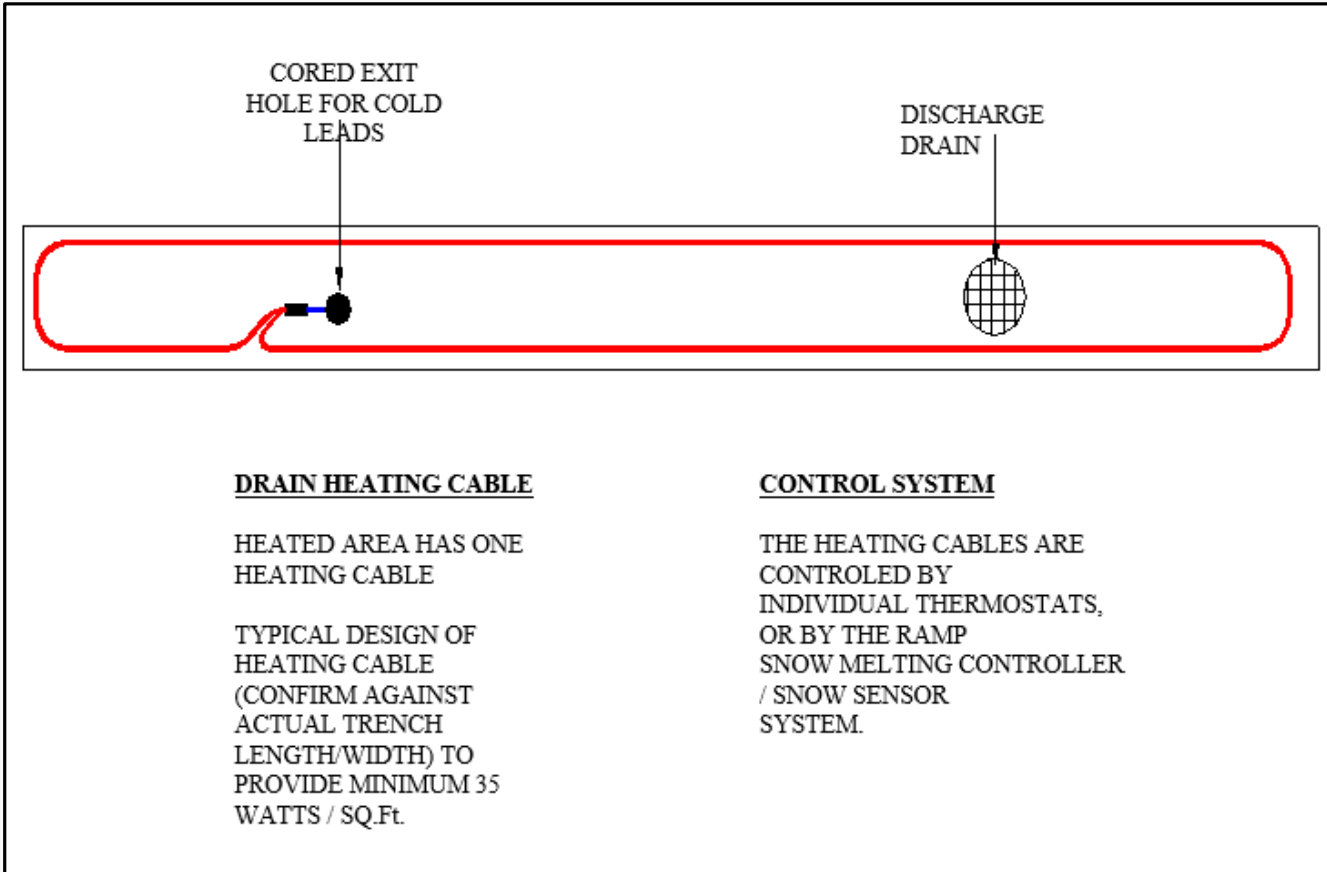 CORED EXIT
HOLE FOR COLD
LEADS
DISCHARGE
DRAIN
DRAIN HEATING CABLE
HEATED AREA HAS ONE
HEATING CABLE
TYPICAL DESIGN OF
HEATING CABLE
(CONFIRM AGAINST
ACTUAL TRENCH
LENGTH/WIDTH) TO
PROVIDE MINIMUM 35
WATTS / SQ.Ft.
CONTROL SYSTEM
THE HEATING CABLES ARE
CONTROLED BY
INDIVIDUAL THERMOSTATS,
OR BY THE RAMP
SNOW MELTING CONTROLLER
/ SNOW SENSOR
SYSTEM.